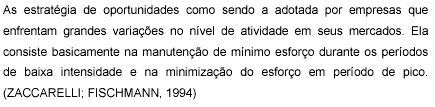 As estratégia de oportunidades como sendo a adotada por empresas que
enfrentam grandes variações no nível de atividade em seus mercados. Ela
consiste basicamente na manutenção de mínimo esforço durante os períodos
de baixa intensidade e na minimização do esforço em período de pico.
(ZACCARELLI; FISCHMANN, 1994)